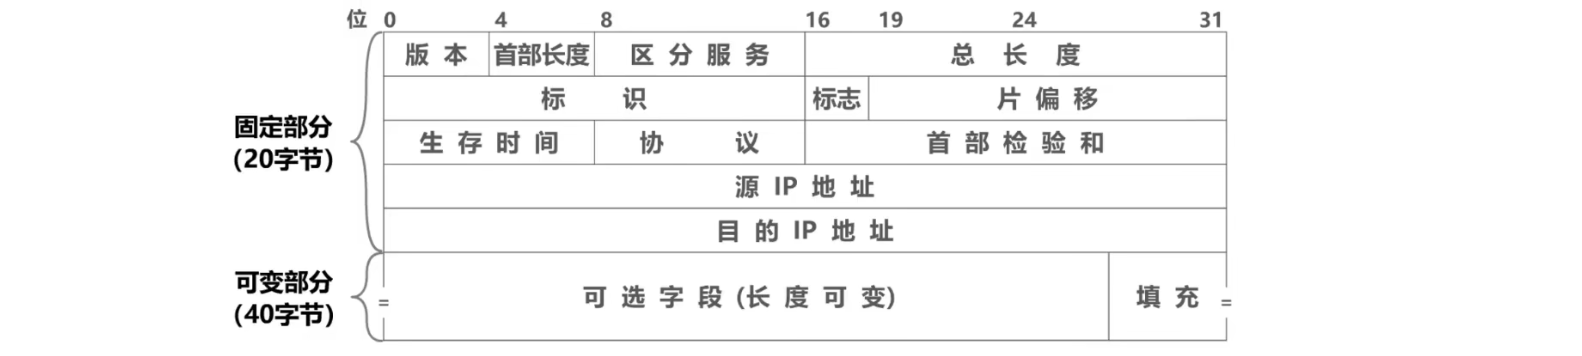 位 0 4 8 16 19 24 31
版 本 首部长度 区 分 服 务 总 长 度
标 识 标志 片 偏 移
固定部分
(20字节)
生 存 时 间 协 议 首 部 检 验 和
源 IP 地 址
目 的 IP 地 址
可变部分
(40字节)
= 可 选 字 段 (长 度 可 变) 填 充 =